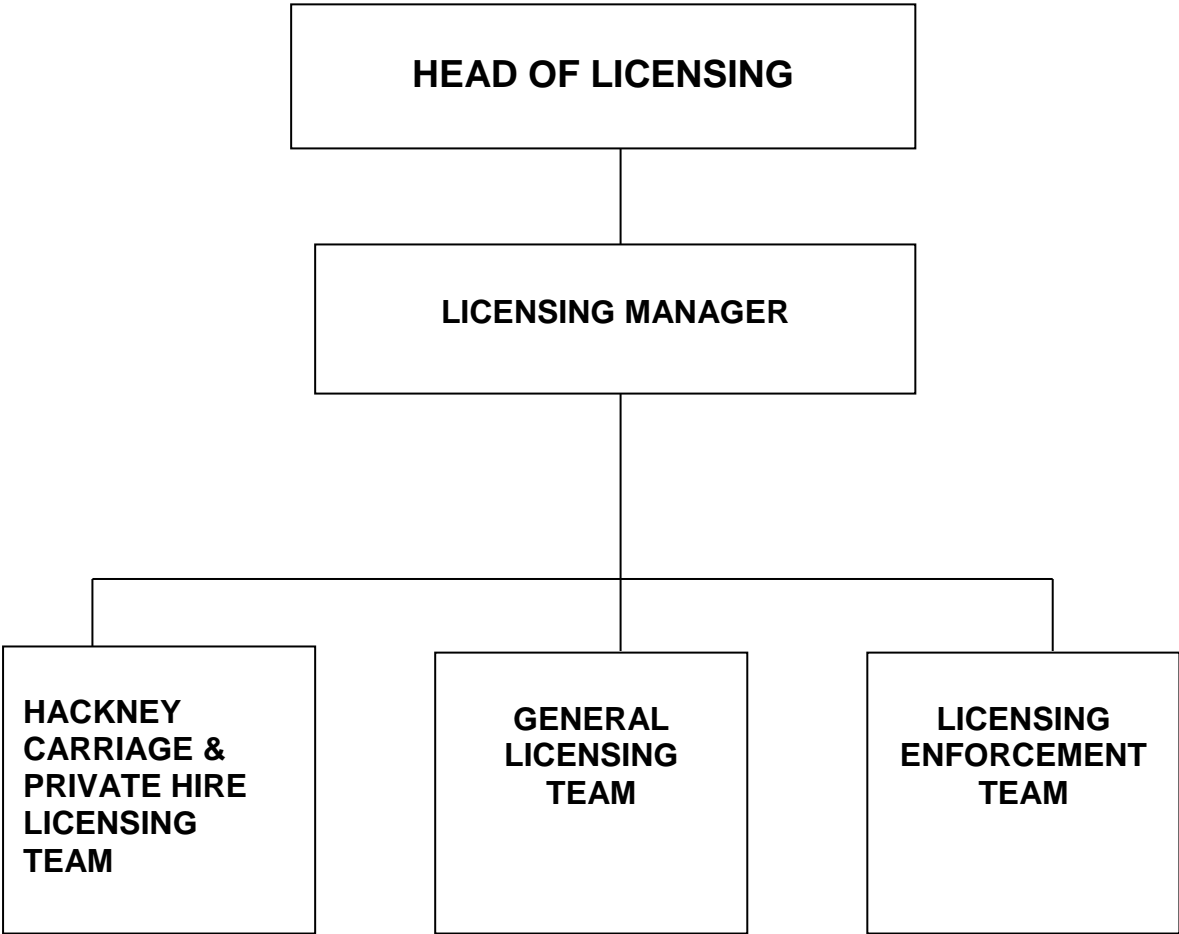 HEAD OF LICENSING
LICENSING MANAGER
HACKNEY
CARRIAGE &
PRIVATE HIRE
LICENSING
TEAM
GENERAL
LICENSING
TEAM
LICENSING
ENFORCEMENT
TEAM